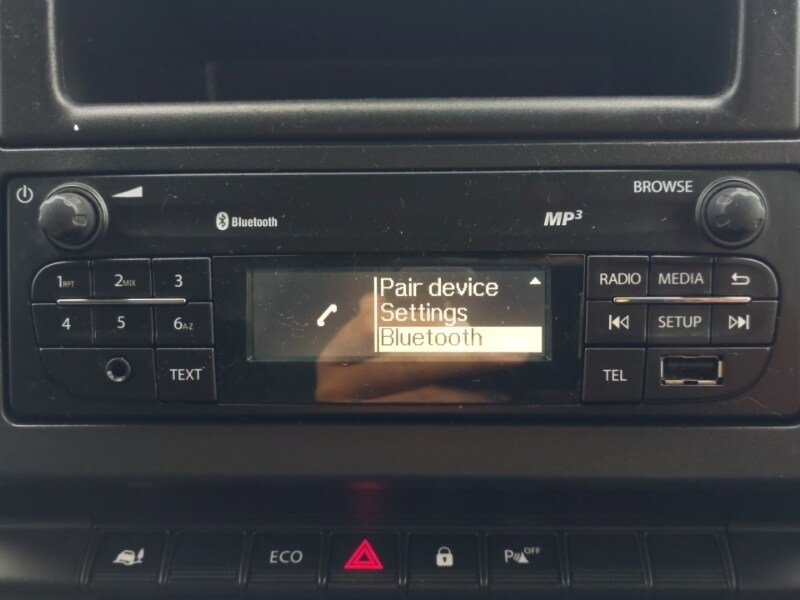 BROWSE
Bluetooth
MP3
1RPT
2MIX
3
4
5
6A-Z
TEXT
Pair device
Settings
Bluetooth
RADIO
MEDIA
SETUP
TEL
ECO
P OFF